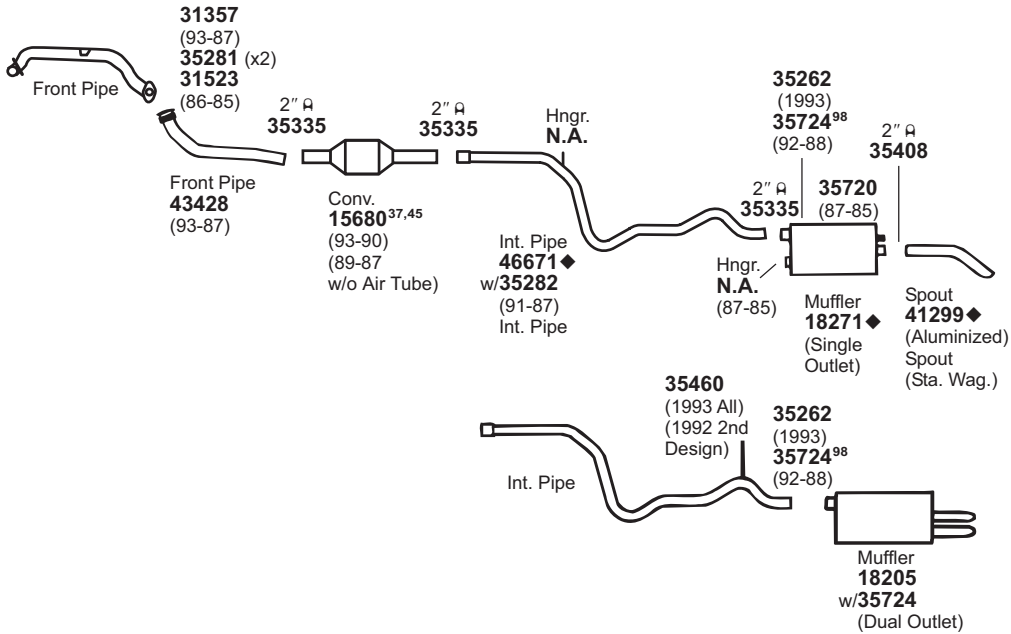 31357
(93-87)
35281 (x2)
31523
(86-85)
Front Pipe
2″
35335
2″
35335
Front Pipe
43428
(93-87)
Conv.
15680³⁷,⁴⁵
(93-90)
(89-87
w/o Air Tube)
Hngr.
N.A.
Int. Pipe
46671◆
w/35282
(91-87)
Int. Pipe
35262
(1993)
35724⁹⁸
(92-88)
2″
35408
2″
35335
35720
(87-85)
Hngr.
N.A.
(87-85)
Muffler
18271◆
(Single
Outlet)
Spout
41299◆
(Aluminized)
Spout
(Sta. Wag.)
35460
(1993 All)
(1992 2nd
Design)
35262
(1993)
35724⁹⁸
(92-88)
Int. Pipe
Muffler
18205
w/35724
(Dual Outlet)